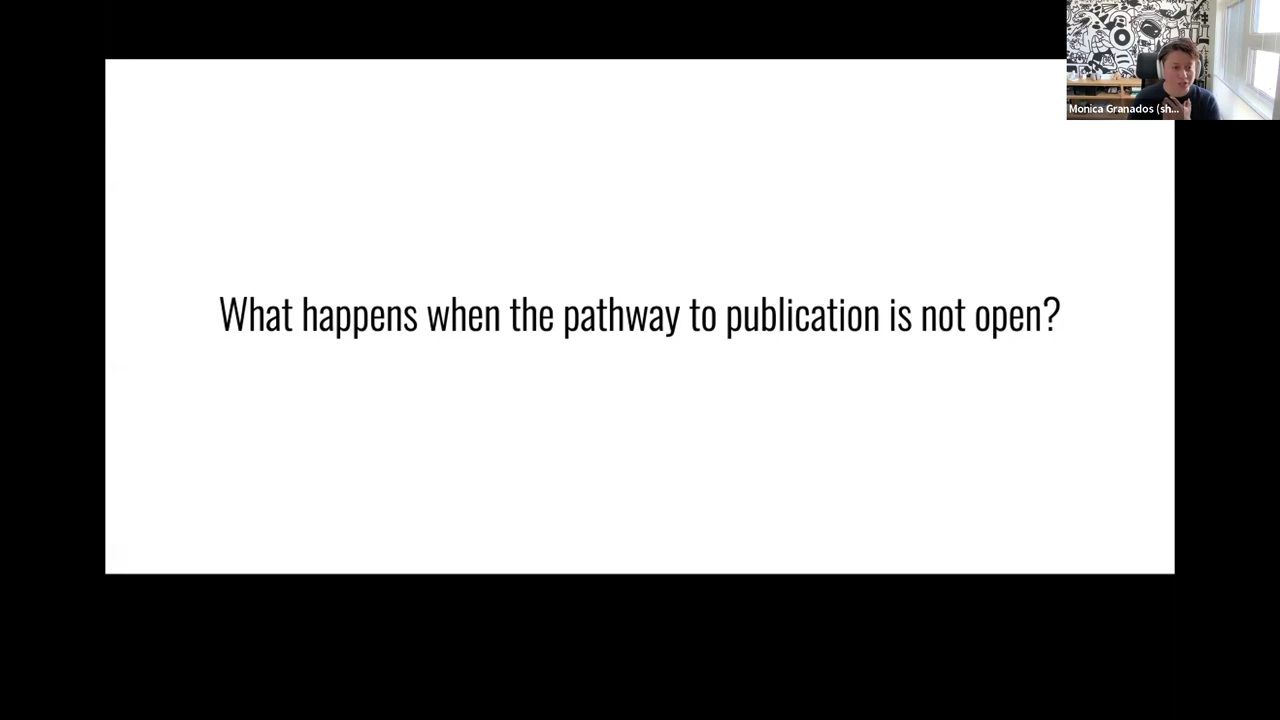 Monica Granados (sh...
What happens when the pathway to publication is not open?